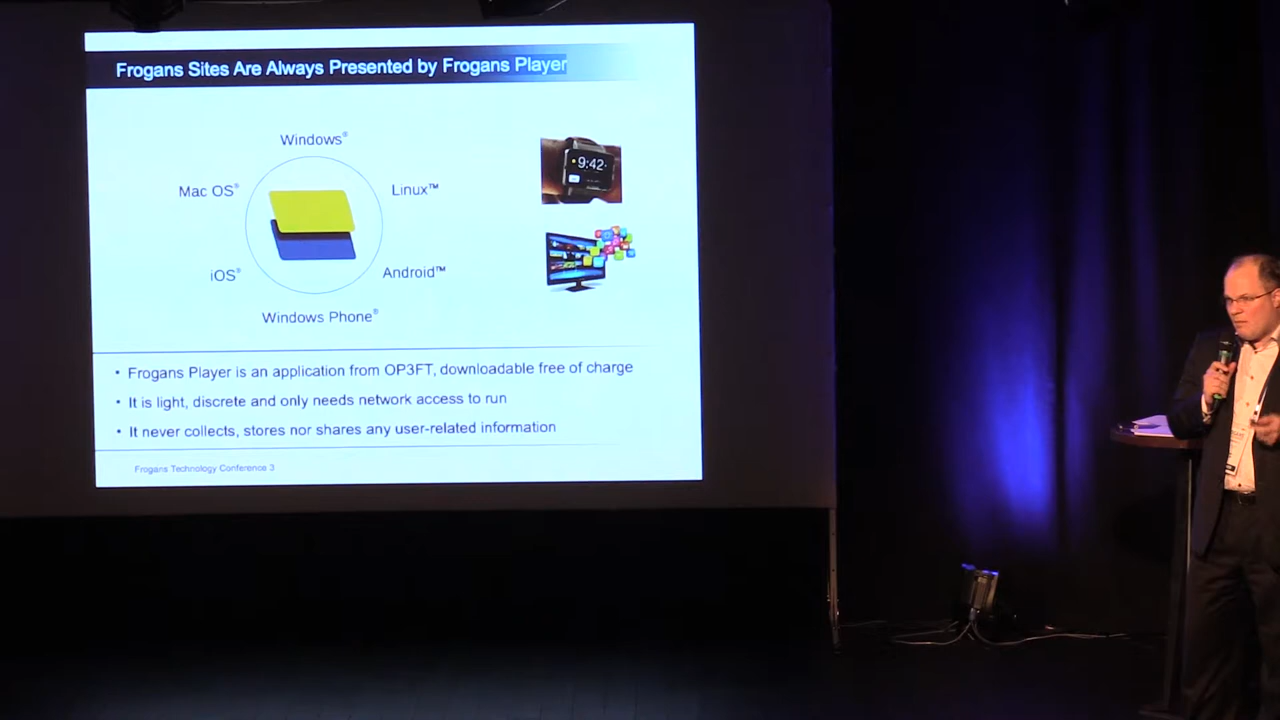 Frogans Sites Are Always Presented by Frogans Player
Windows®
Mac OS®
Linux™
iOS®
Android™
Windows Phone®
9:42
• Frogans Player is an application from OP3FT, downloadable free of charge
• It is light, discrete and only needs network access to run
• It never collects, stores nor shares any user-related information
Frogans Technology Conference 3